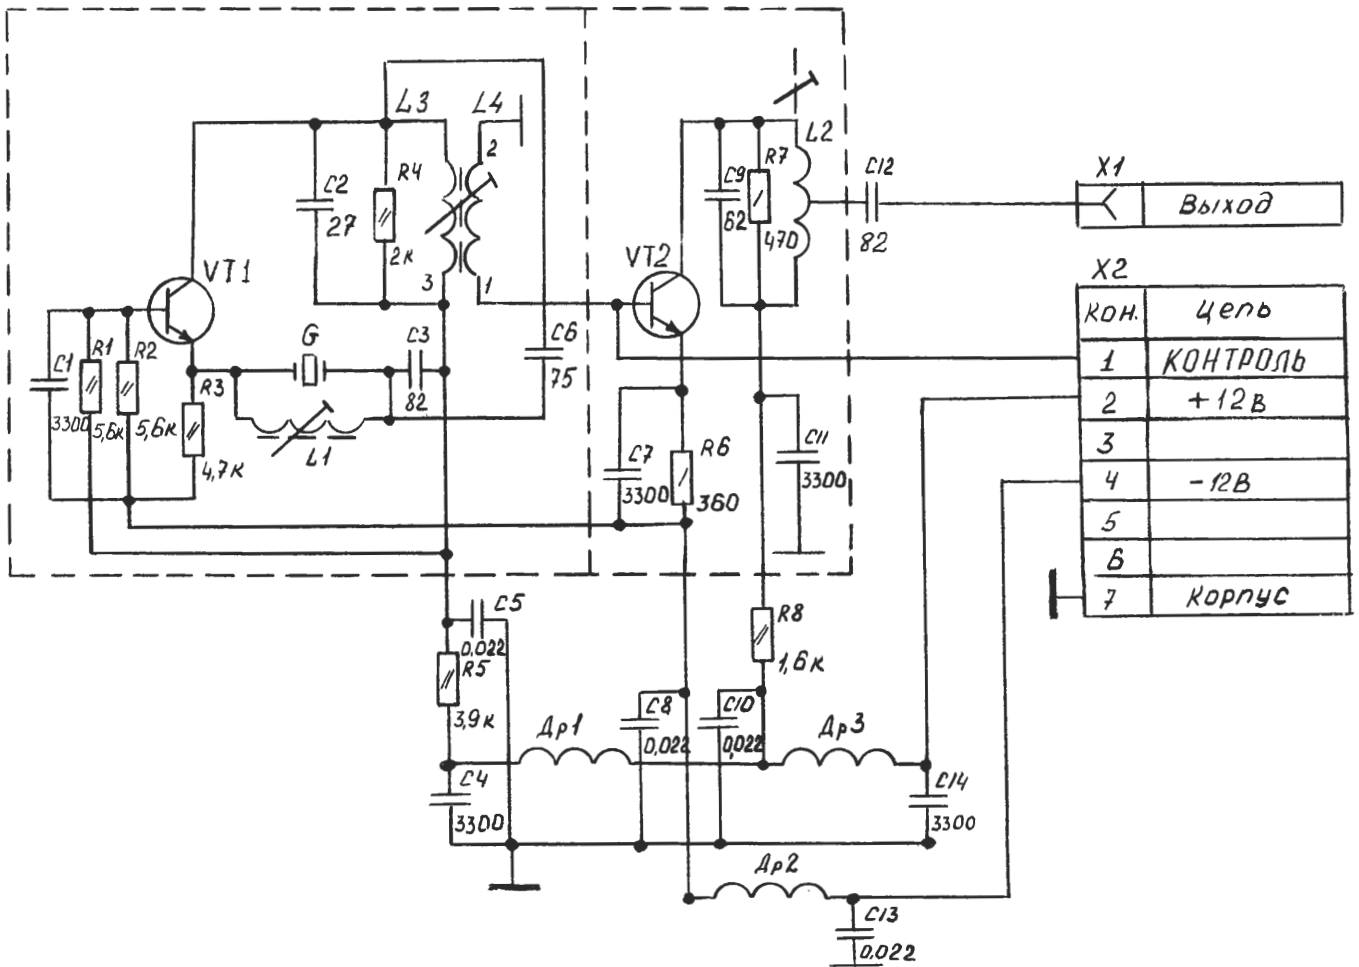 L3
L4
2
L2
C12
X1
Выход
R4
C2
27
2к
C9
62
R7
470
82
VT1
3
1
VT2
X2
Кон.
Цепь
1
КОНТРОЛЬ
2
+12В
3
4
-12В
5
6
7
Корпус
G
C3
82
C6
75
C1
3300
R1
5,6к
R2
5,6к
R3
4,7к
L1
C7
3300
R6
360
C11
3300
C5
0,022
R5
3,9к
R8
1,6к
C8
0,022
C10
0,022
Др1
Др3
C4
3300
C14
3300
Др2
C13
0,022